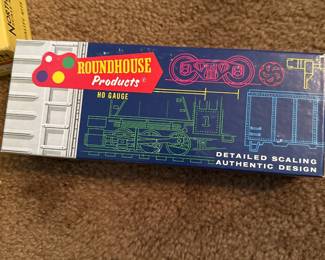 ROUNDHOUSE
Products
HO GAUGE
DETAILED SCALING
AUTHENTIC DESIGN